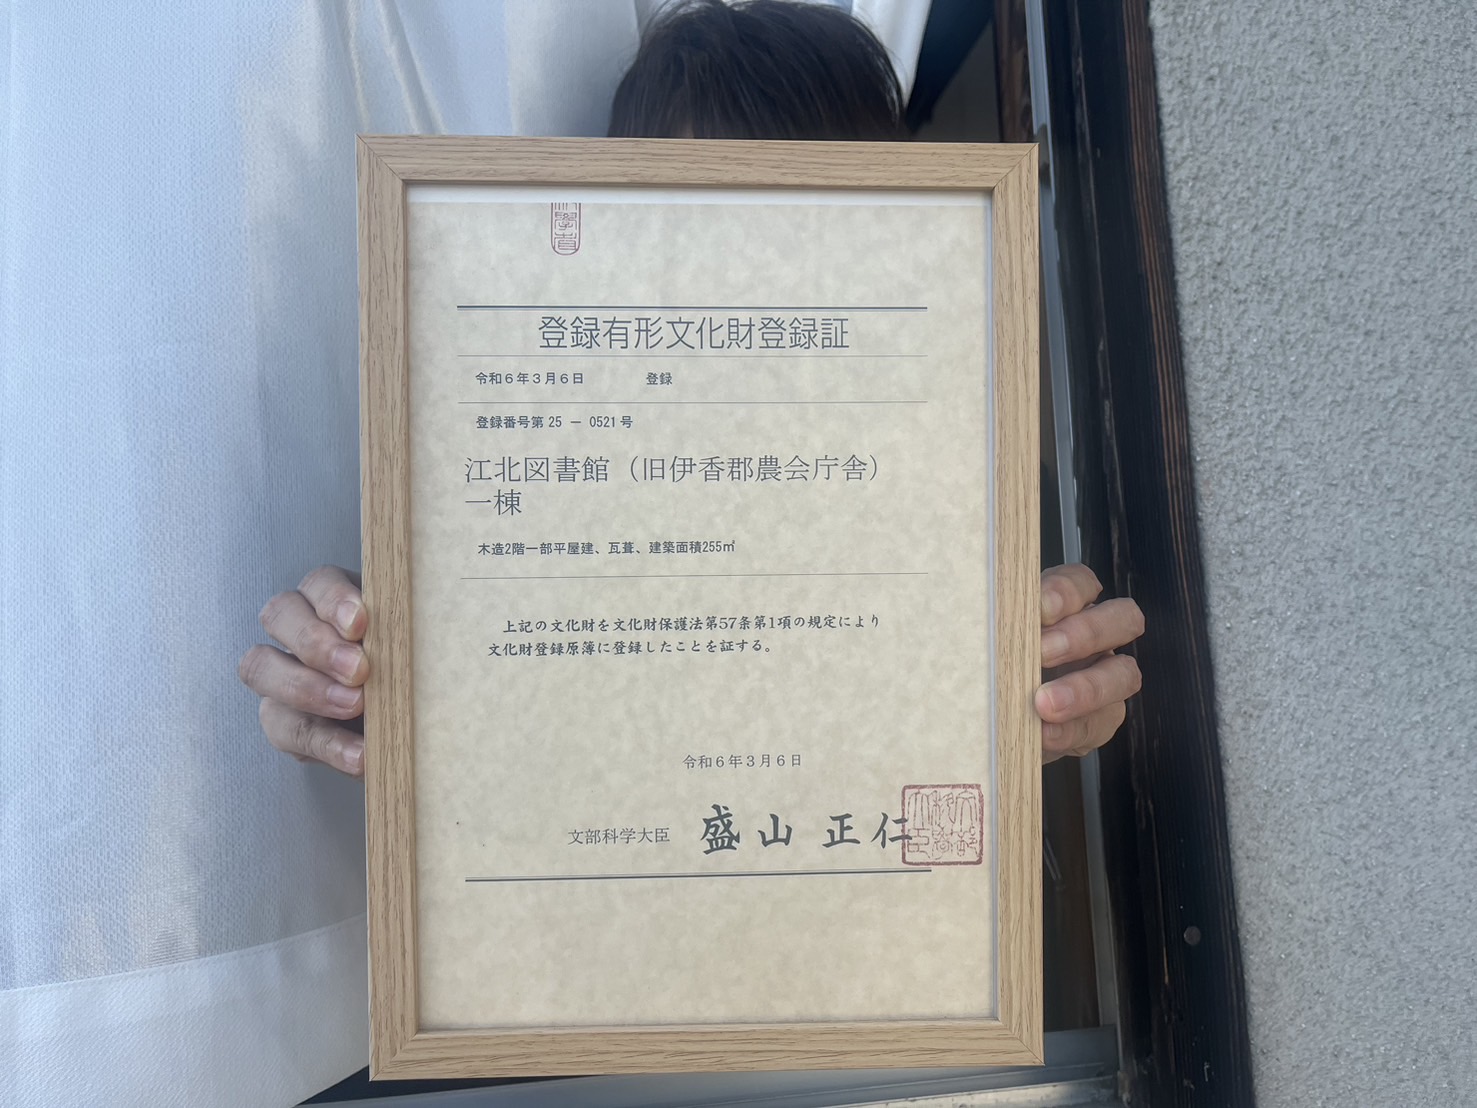 學省
登録有形文化財登録証
令和6年3月6日 登録
登録番号第 25 － 0521 号
江北図書館（旧伊香郡農会庁舎）
一棟
木造2階一部平屋建、瓦葺、建築面積255㎡
上記の文化財を文化財保護法第57条第1項の規定により
文化財登録原簿に登録したことを証する。
令和6年3月6日
文部科学大臣 盛山 正仁